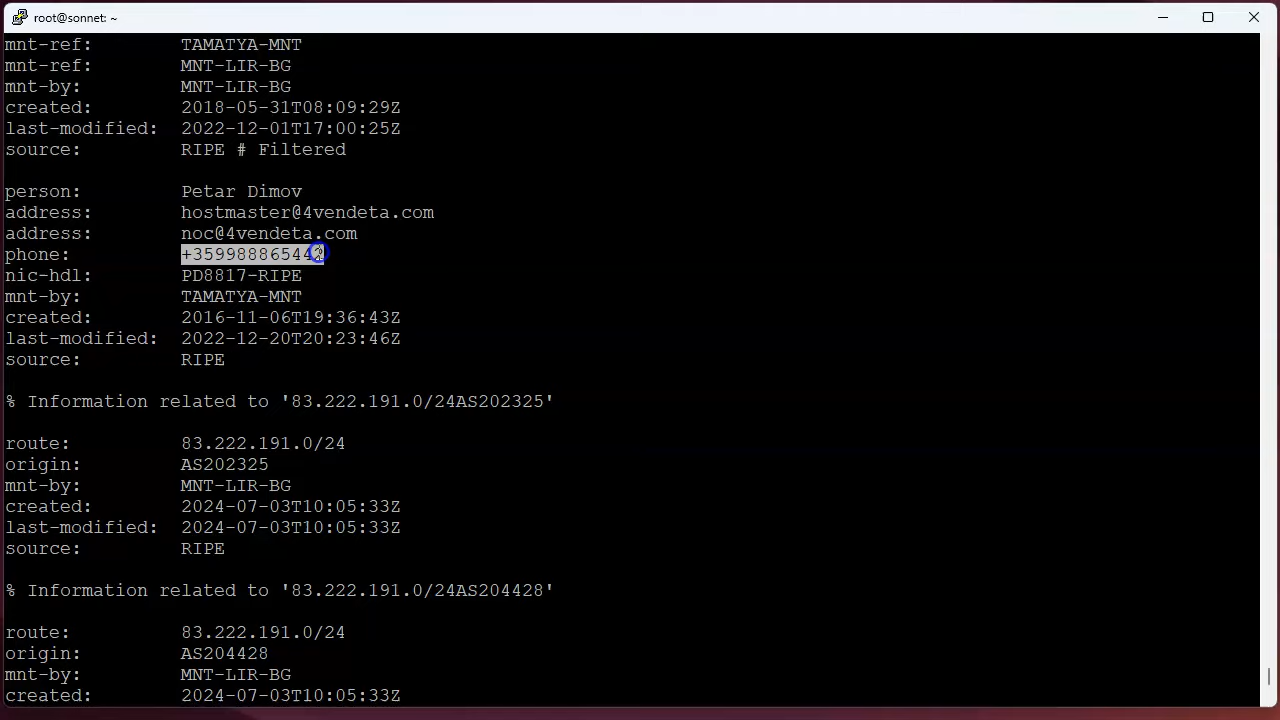 root@sonnet: ~
mnt-ref: TAMATYA-MNT
mnt-ref: MNT-LIR-BG
mnt-by: MNT-LIR-BG
created: 2018-05-31T08:09:29Z
last-modified: 2022-12-01T17:00:25Z
source: RIPE # Filtered
person: Petar Dimov
address: hostmaster@4vendeta.com
address: noc@4vendeta.com
phone: +359988865442
nic-hdl: PD8817-RIPE
mnt-by: TAMATYA-MNT
created: 2016-11-06T19:36:43Z
last-modified: 2022-12-20T20:23:46Z
source: RIPE
% Information related to '83.222.191.0/24AS202325'
route: 83.222.191.0/24
origin: AS202325
mnt-by: MNT-LIR-BG
created: 2024-07-03T10:05:33Z
last-modified: 2024-07-03T10:05:33Z
source: RIPE
% Information related to '83.222.191.0/24AS204428'
route: 83.222.191.0/24
origin: AS204428
mnt-by: MNT-LIR-BG
created: 2024-07-03T10:05:33Z